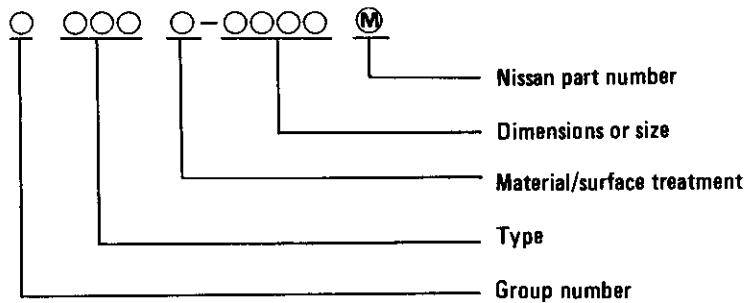 ○ ○○○ ○-○○○○ Ⓜ
Nissan part number
Dimensions or size
Material/surface treatment
Type
Group number